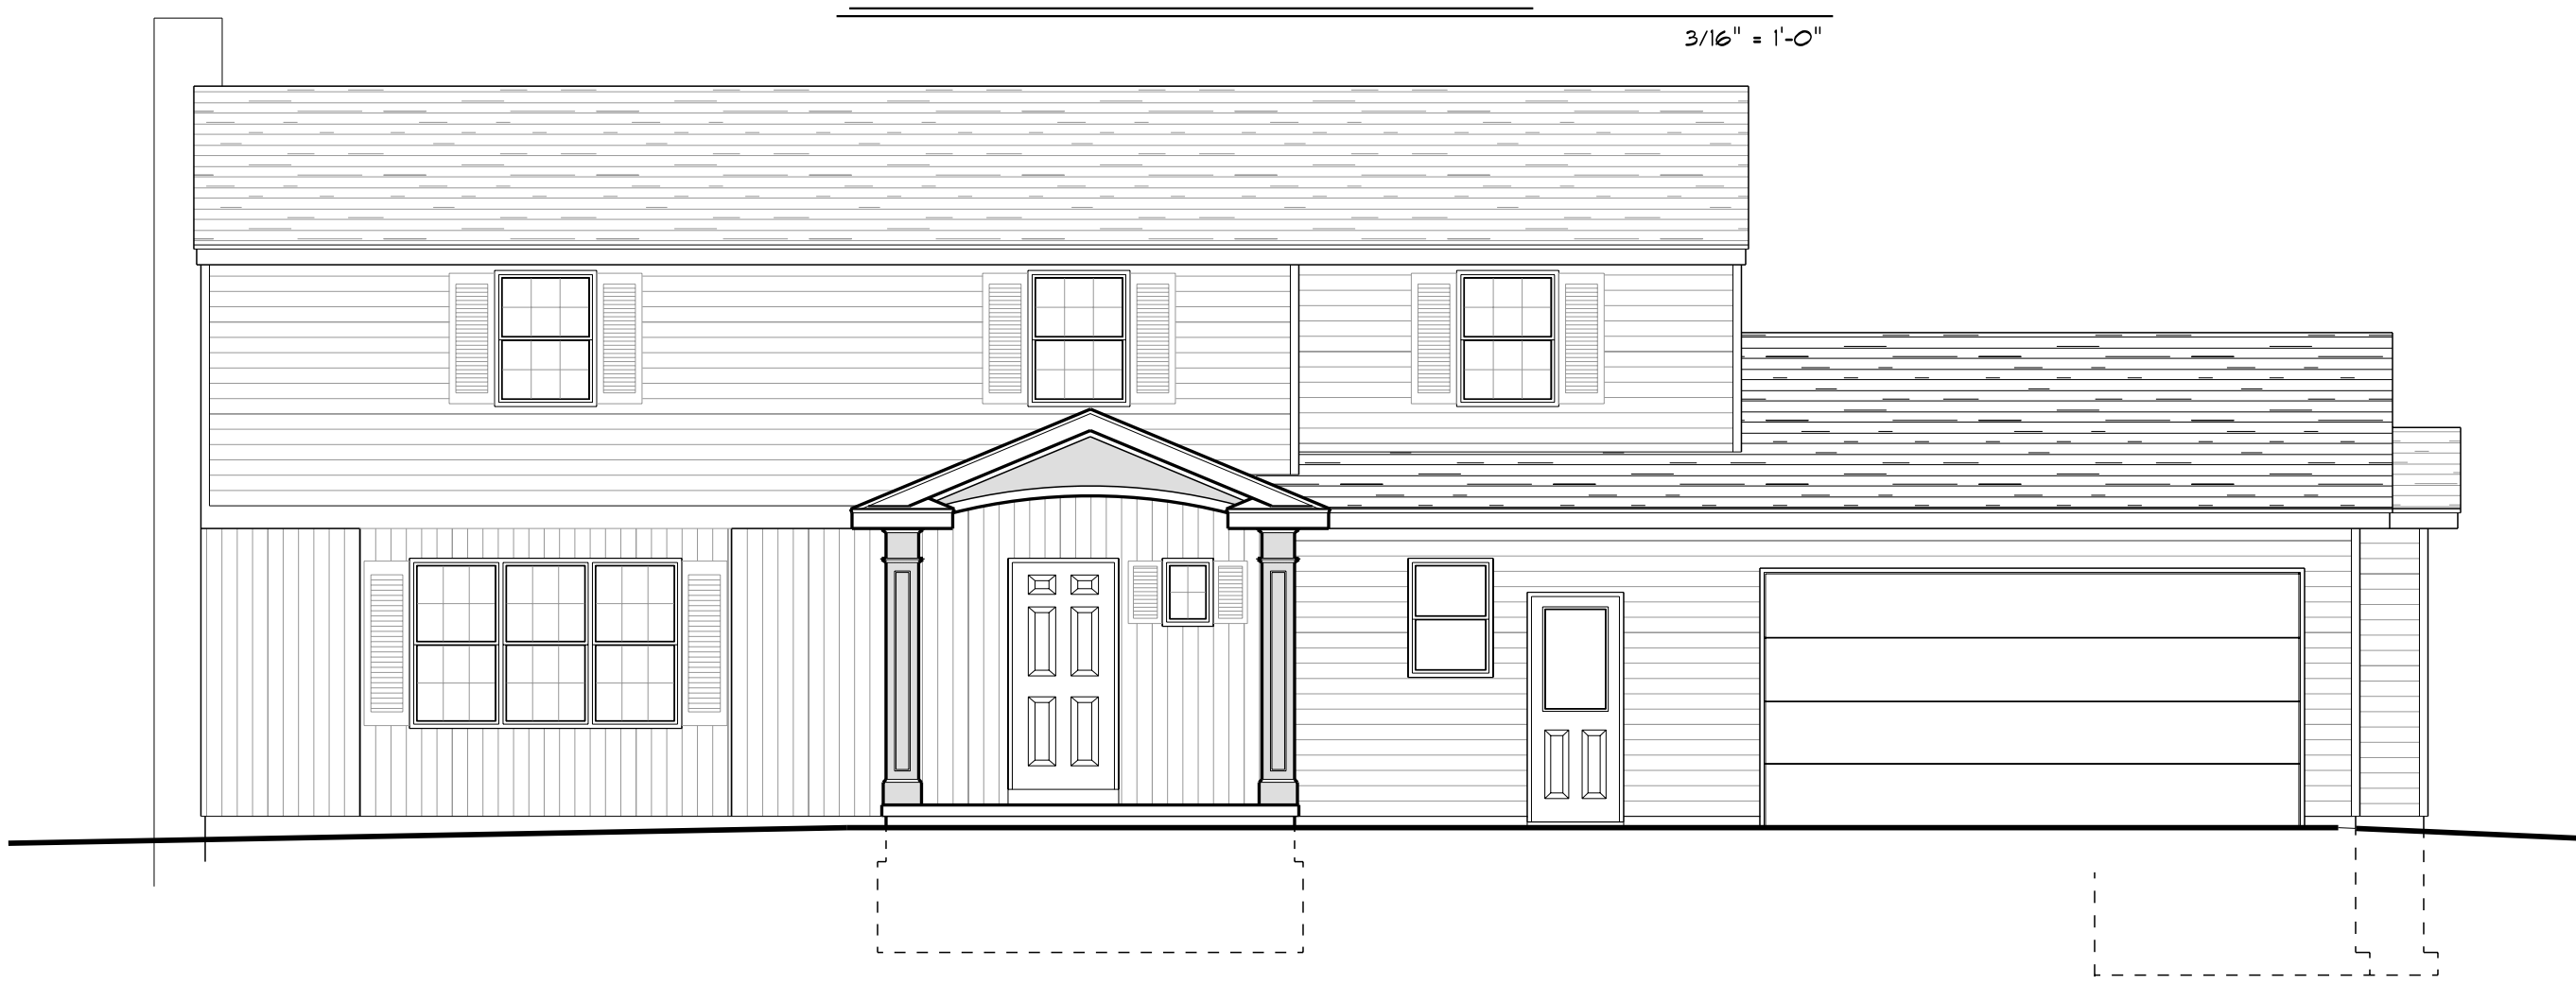 3/16" = 1'-0"